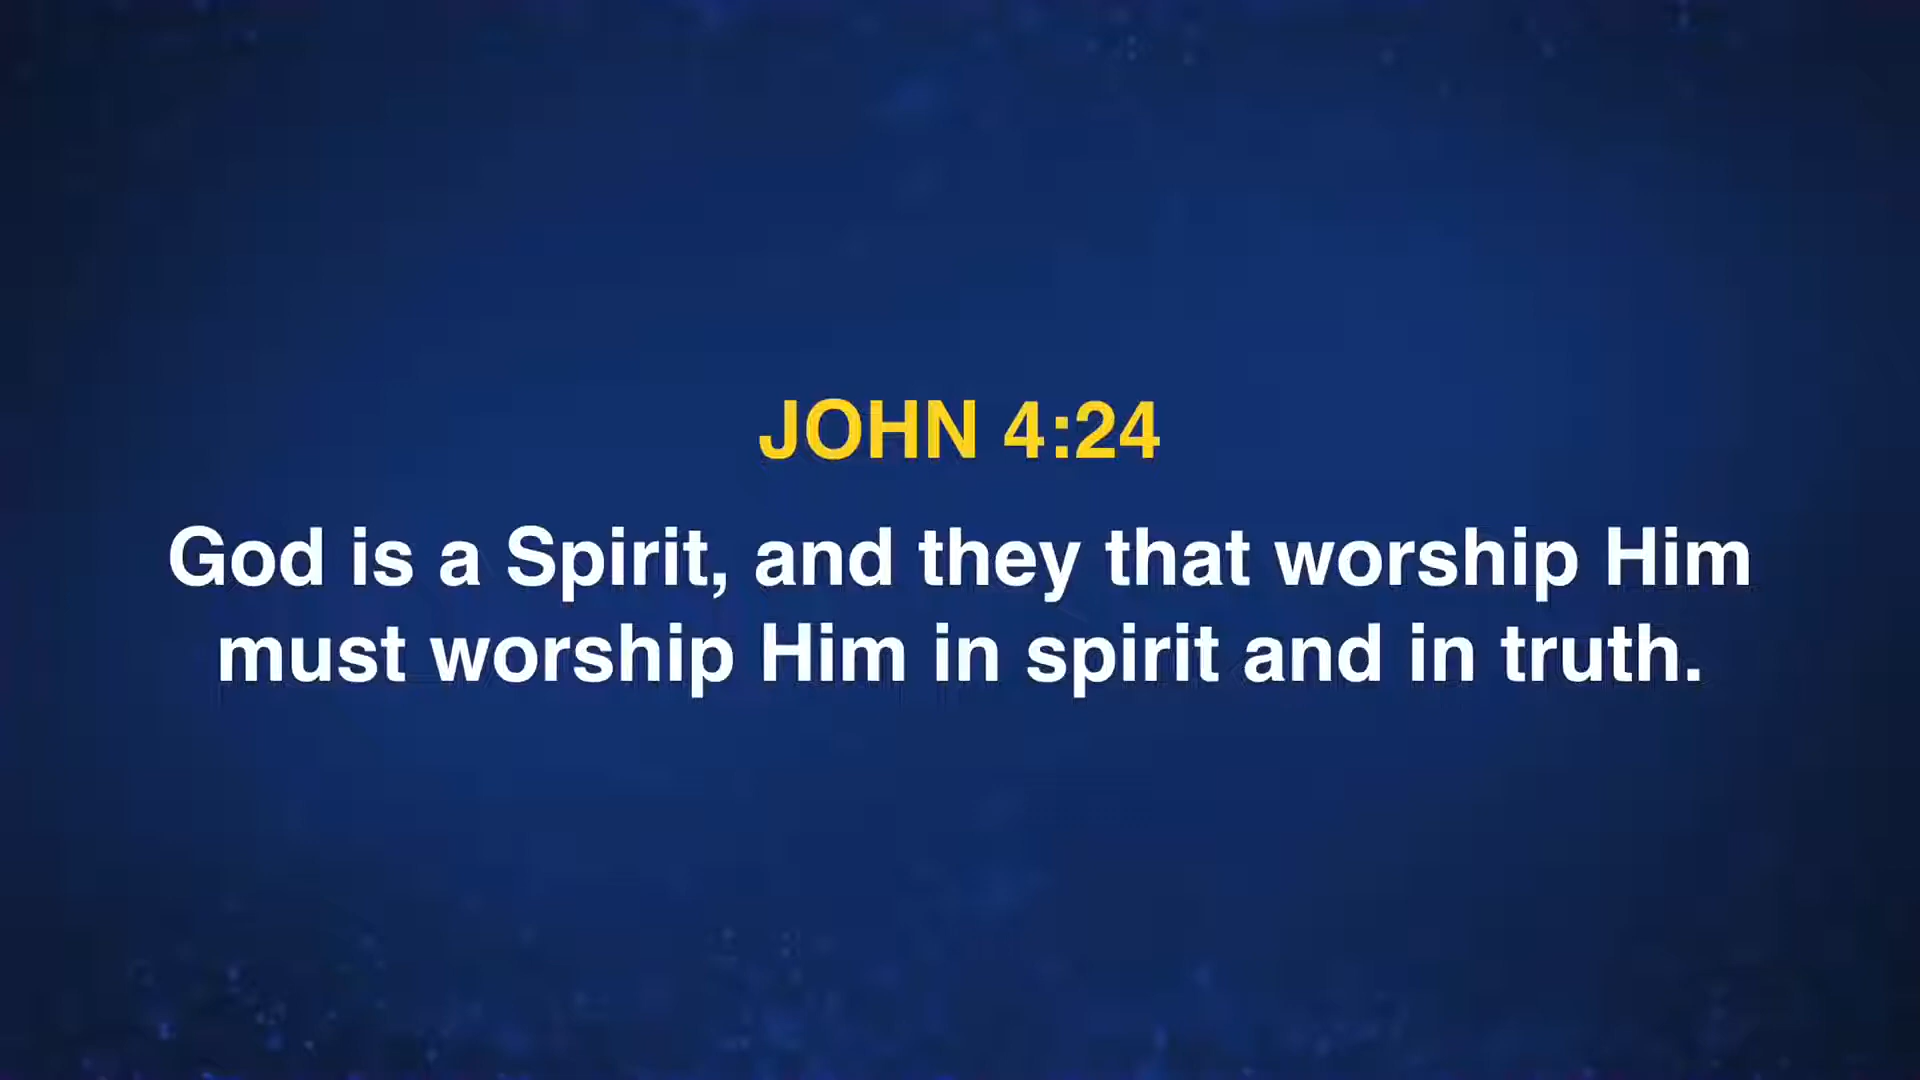 JOHN 4:24
God is a Spirit, and they that worship Him
must worship Him in spirit and in truth.